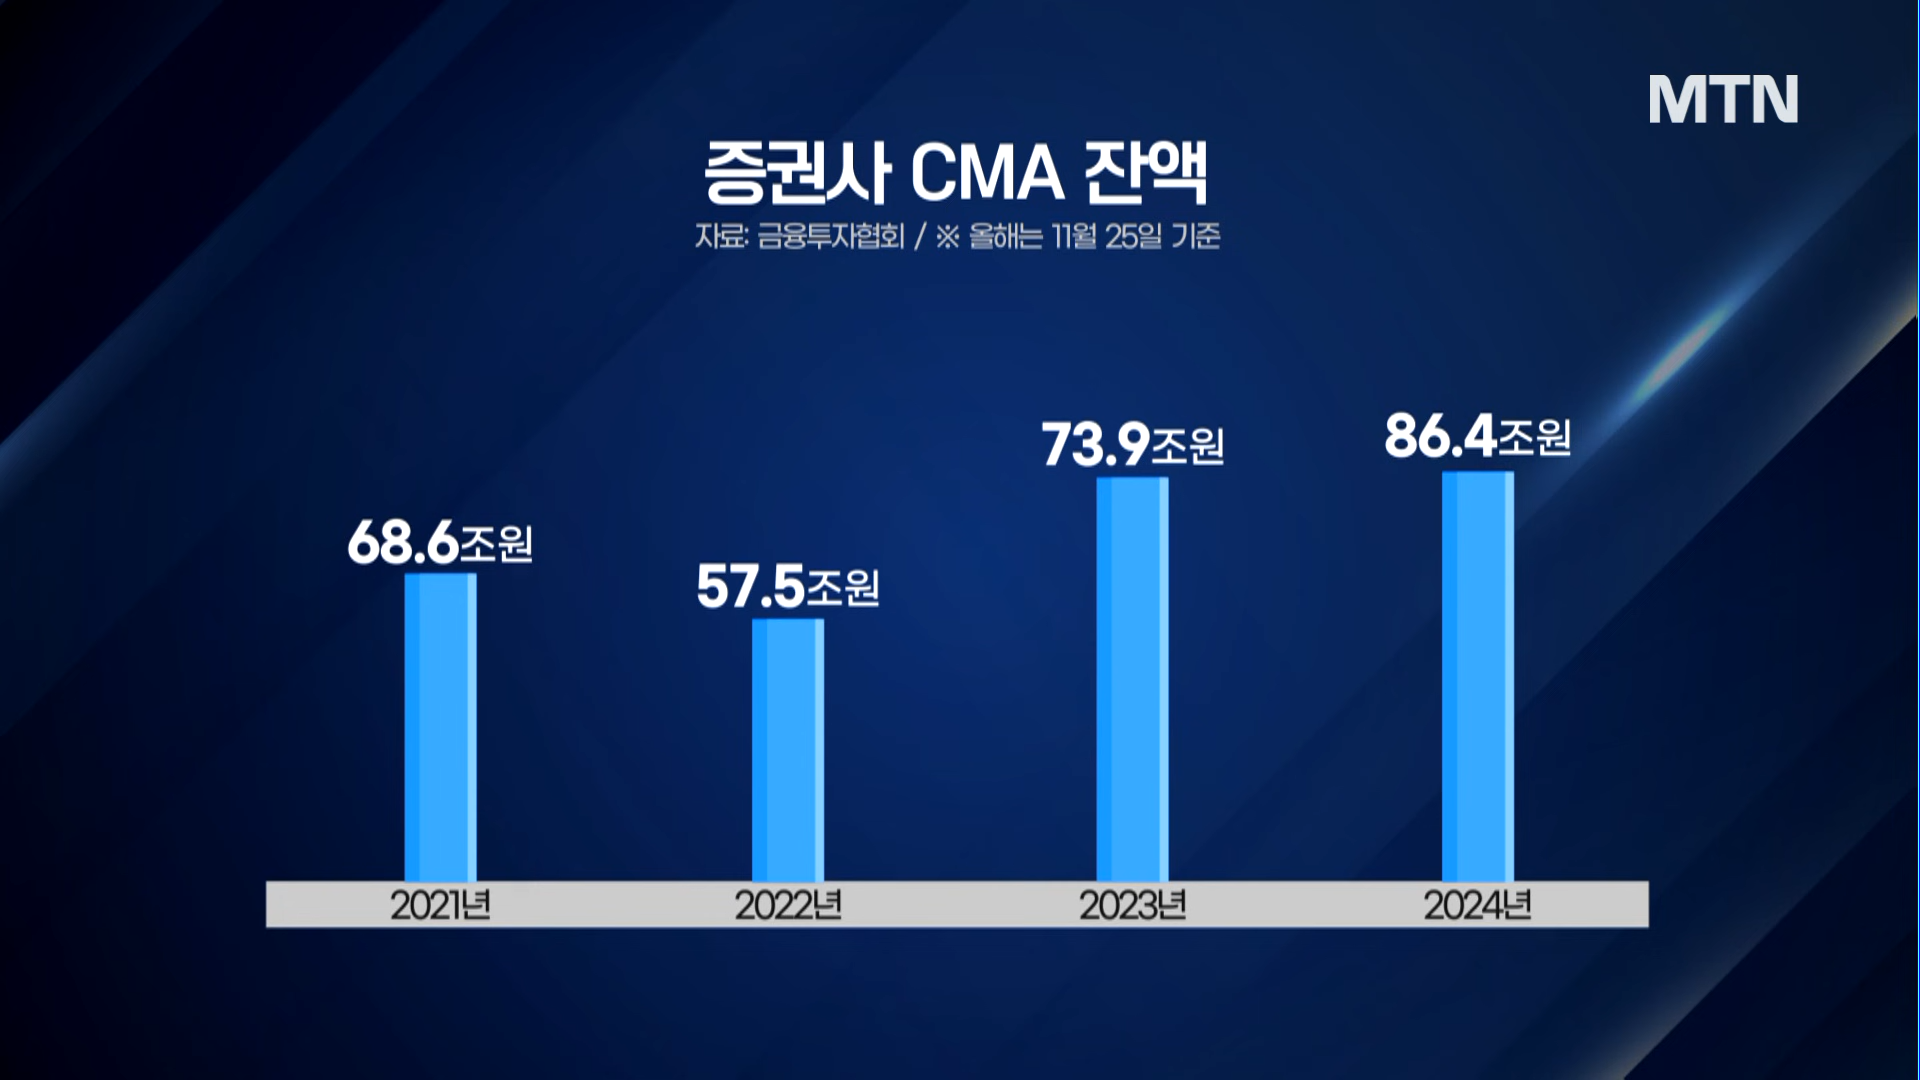 MTN
증권사 CMA 잔액
자료: 금융투자협회 / ※ 올해는 11월 25일 기준
68.6조원
57.5조원
73.9조원
86.4조원
2021년
2022년
2023년
2024년